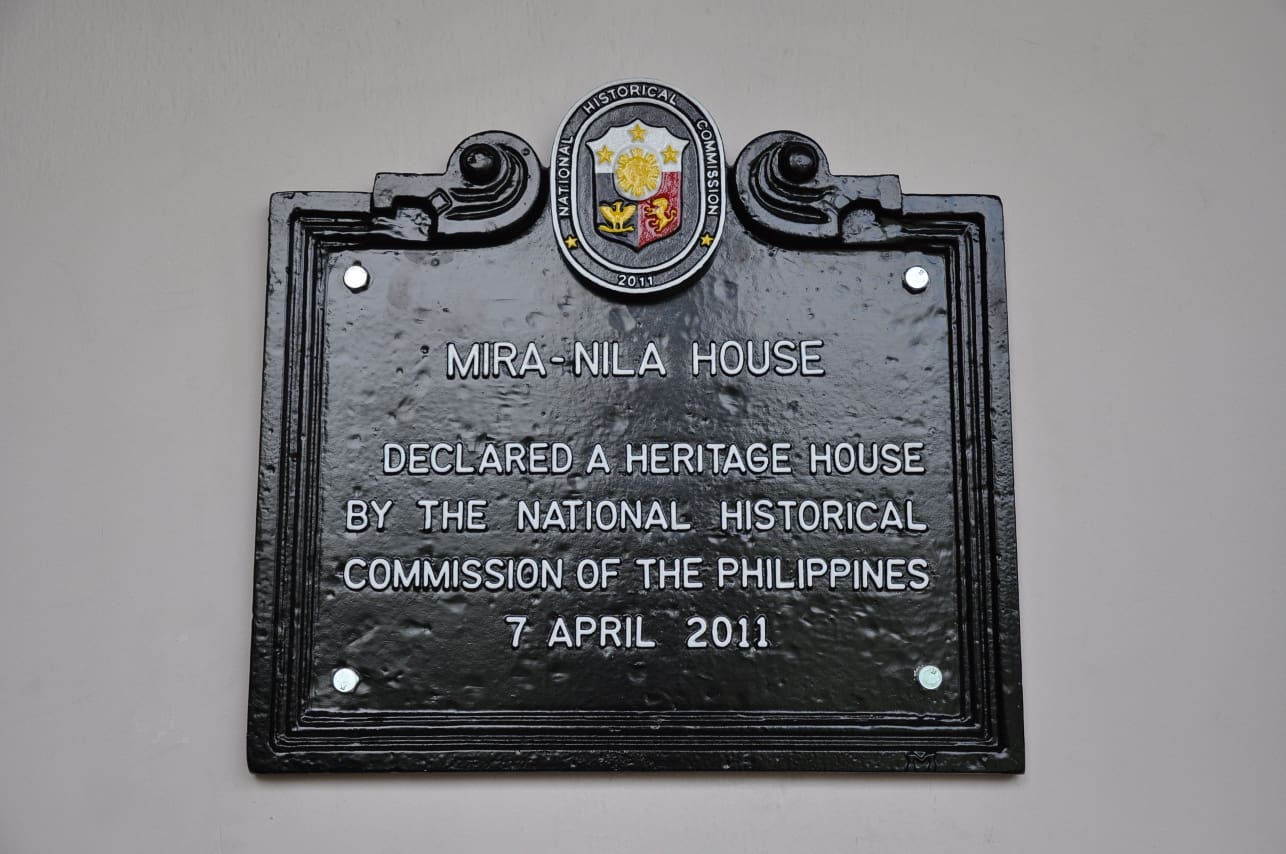 NATIONAL HISTORICAL COMMISSION
2011
MIRA-NILA HOUSE
DECLARED A HERITAGE HOUSE
BY THE NATIONAL HISTORICAL
COMMISSION OF THE PHILIPPINES
7 APRIL 2011
M